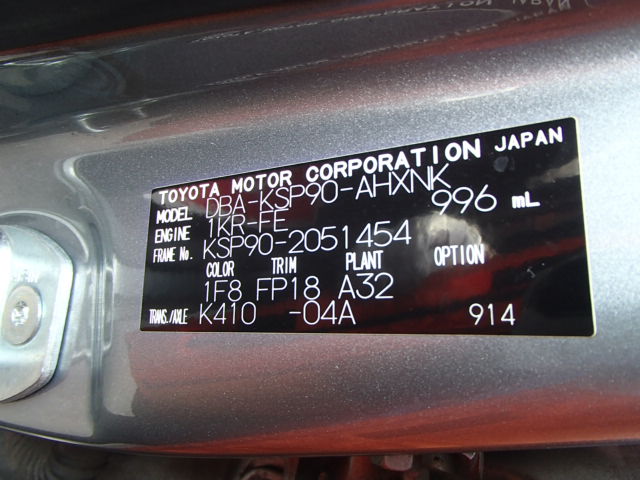 TOYOTA MOTOR CORPORATION JAPAN
MODEL DBA-KSP90-AHXNK
ENGINE 1KR-FE 996 mL
FRAME No. KSP90-2051454
COLOR TRIM PLANT OPTION
1F8 FP18 A32
TRANS./AXLE K410 -04A 914